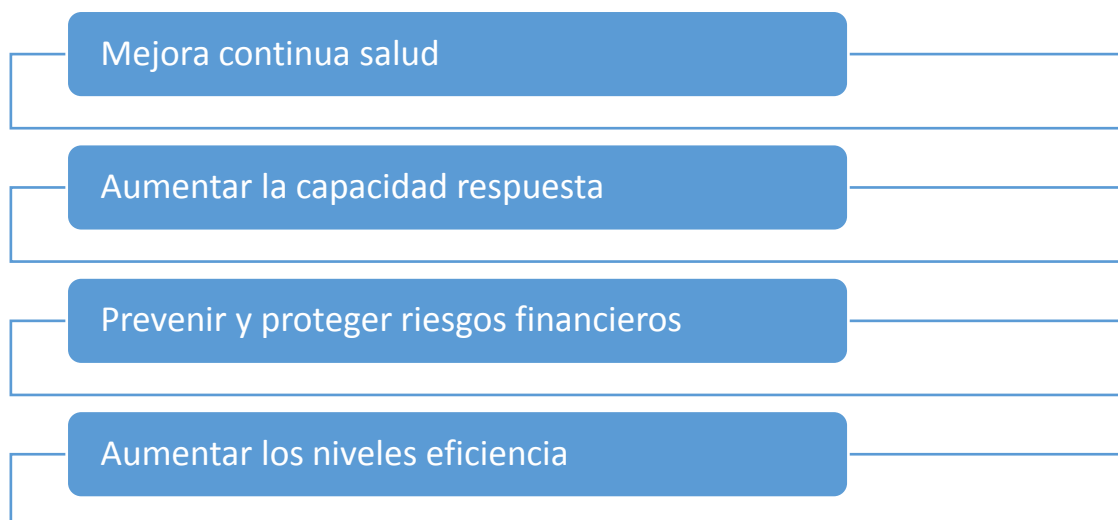 Mejora continua salud
Aumentar la capacidad respuesta
Prevenir y proteger riesgos financieros
Aumentar los niveles eficiencia